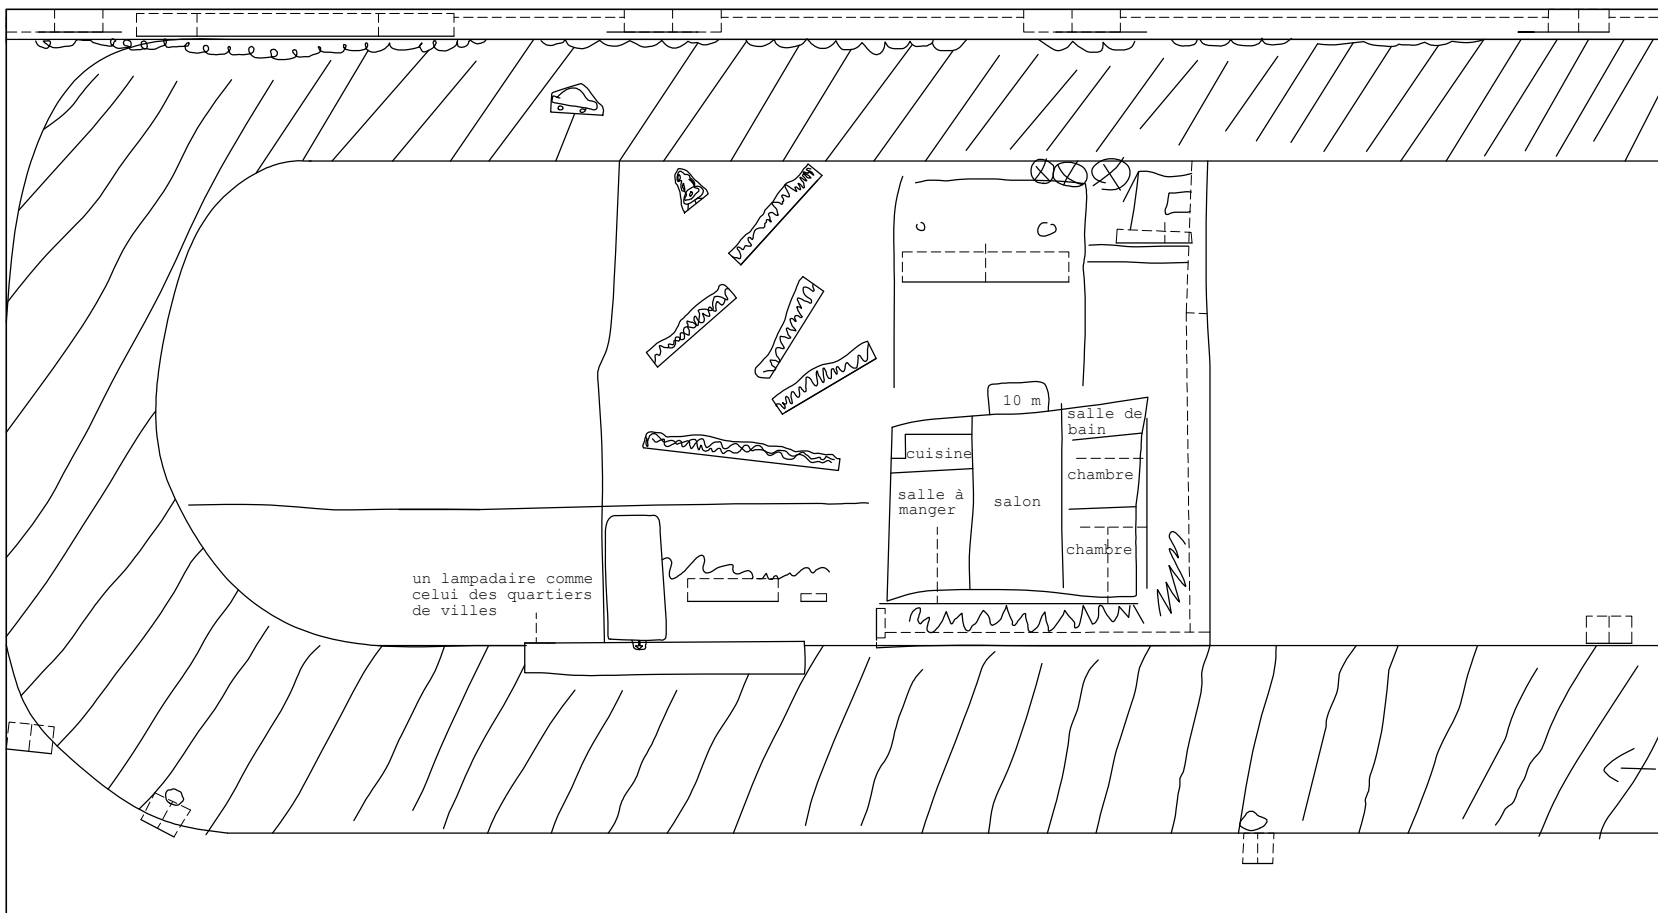 10 m
salle de
bain
cuisine
chambre
salle à
manger
salon
chambre
un lampadaire comme
celui des quartiers
de villes